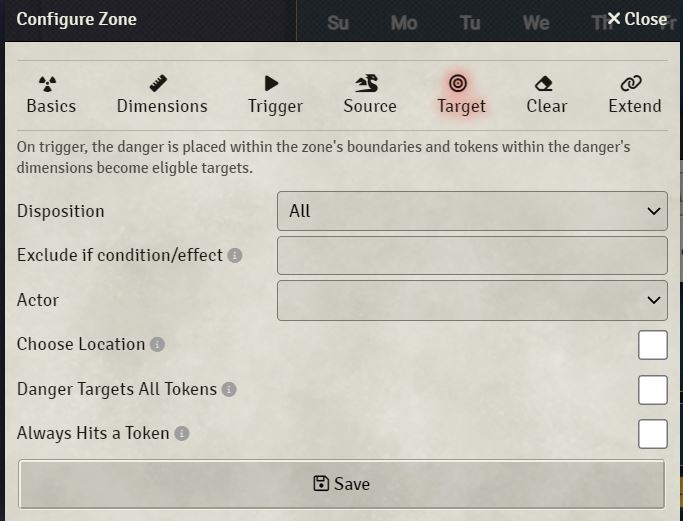 Configure Zone
Su Mo Tu We Th Fr
Close
Basics Dimensions Trigger Source Target Clear Extend
On trigger, the danger is placed within the zone's boundaries and tokens within the danger's
dimensions become eligble targets.
Disposition All
Exclude if condition/effect
Actor
Choose Location
Danger Targets All Tokens
Always Hits a Token
Save